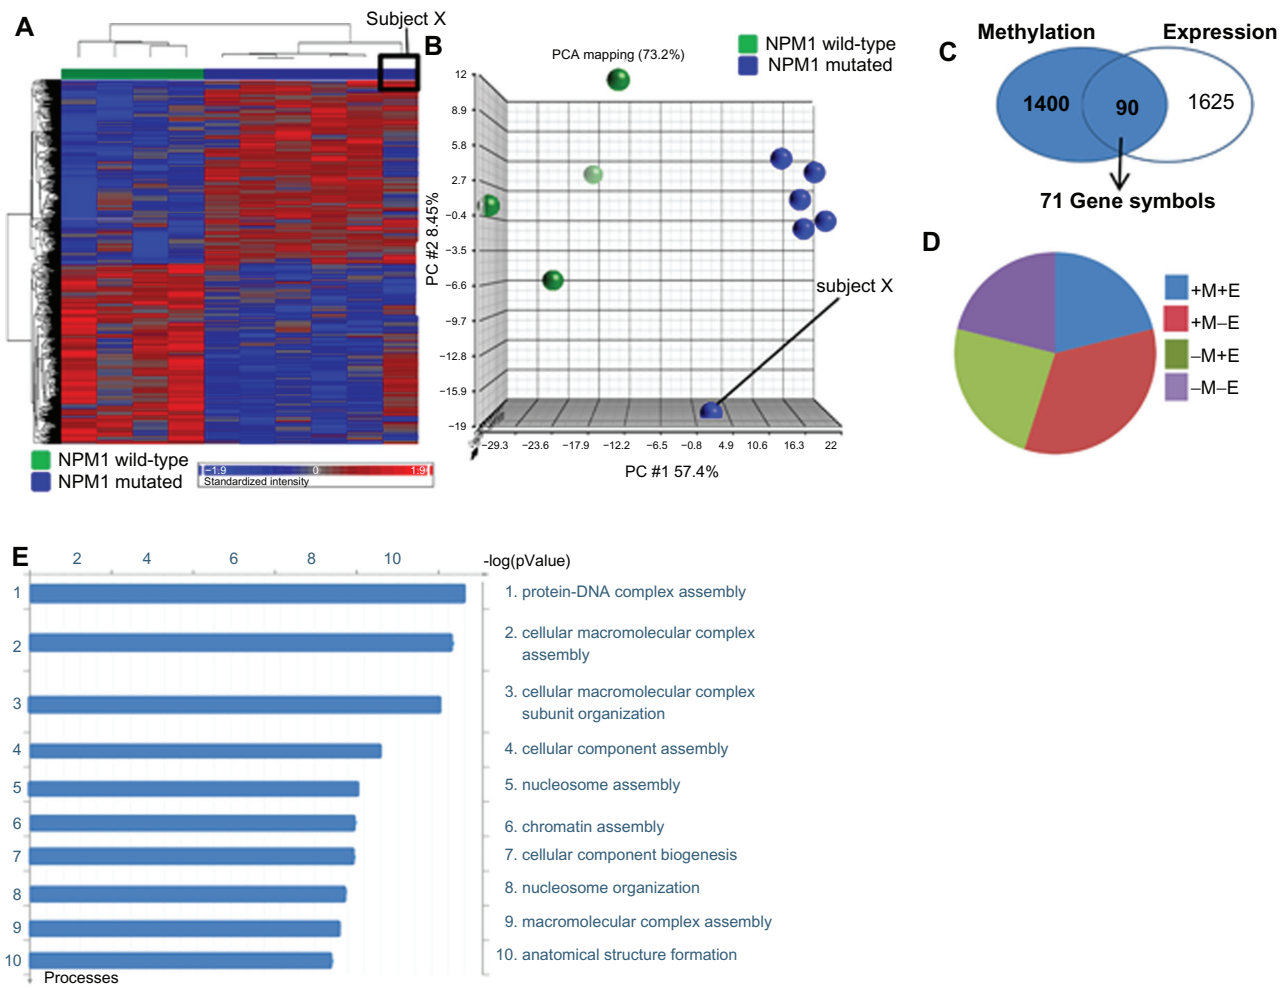 A
Subject X
NPM1 wild-type
NPM1 mutated
−1.9 0 1.9
Standardized intensity
B
PCA mapping (73.2%)
NPM1 wild-type
NPM1 mutated
PC #2 8.45%
12
8.9
5.8
2.7
−0.4
−3.5
−6.6
−9.7
−12.8
−15.9
−19
subject X
−29.3 −23.6 −17.9 −12.2 −6.5 −0.8 4.9 10.6 16.3 22
PC #1 57.4%
C
Methylation Expression
1400 90 1625
71 Gene symbols
D
+M+E
+M−E
−M+E
−M−E
E
2 4 6 8 10 -log(pValue)
1 1. protein-DNA complex assembly
2 2. cellular macromolecular complex
assembly
3 3. cellular macromolecular complex
subunit organization
4 4. cellular component assembly
5 5. nucleosome assembly
6 6. chromatin assembly
7 7. cellular component biogenesis
8 8. nucleosome organization
9 9. macromolecular complex assembly
10 10. anatomical structure formation
Processes